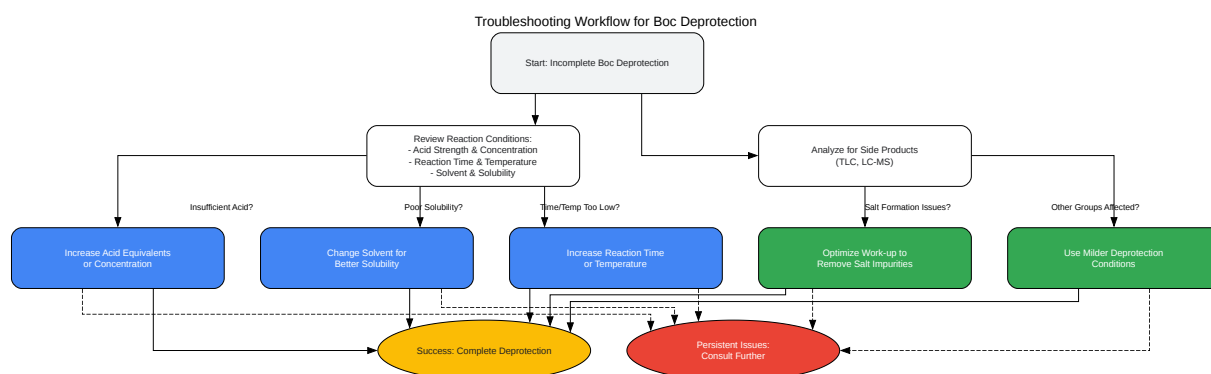 Troubleshooting Workflow for Boc Deprotection
Start: Incomplete Boc Deprotection
Review Reaction Conditions:
- Acid Strength & Concentration
- Reaction Time & Temperature
- Solvent & Solubility
Analyze for Side Products
(TLC, LC-MS)
Insufficient Acid?
Poor Solubility?
Time/Temp Too Low?
Salt Formation Issues?
Other Groups Affected?
Increase Acid Equivalents
or Concentration
Change Solvent for
Better Solubility
Increase Reaction Time
or Temperature
Optimize Work-up to
Remove Salt Impurities
Use Milder Deprotection
Conditions
Success: Complete Deprotection
Persistent Issues:
Consult Further